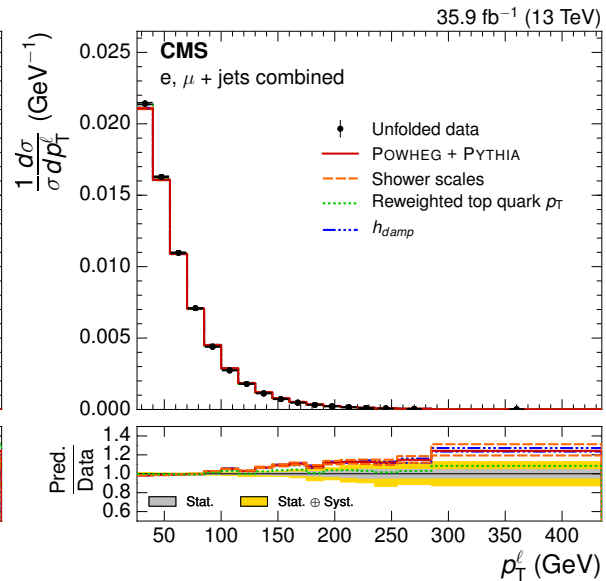 35.9 fb⁻¹ (13 TeV)
CMS
e, μ + jets combined
1/σ dσ/dp_T^ℓ (GeV⁻¹)
0.025
0.020
0.015
0.010
0.005
0.000
Unfolded data
POWHEG + PYTHIA
Shower scales
Reweighted top quark p_T
h_damp
Pred./Data
1.4
1.2
1.0
0.8
0.6
Stat.
Stat. ⊕ Syst.
50 100 150 200 250 300 350 400
p_T^ℓ (GeV)